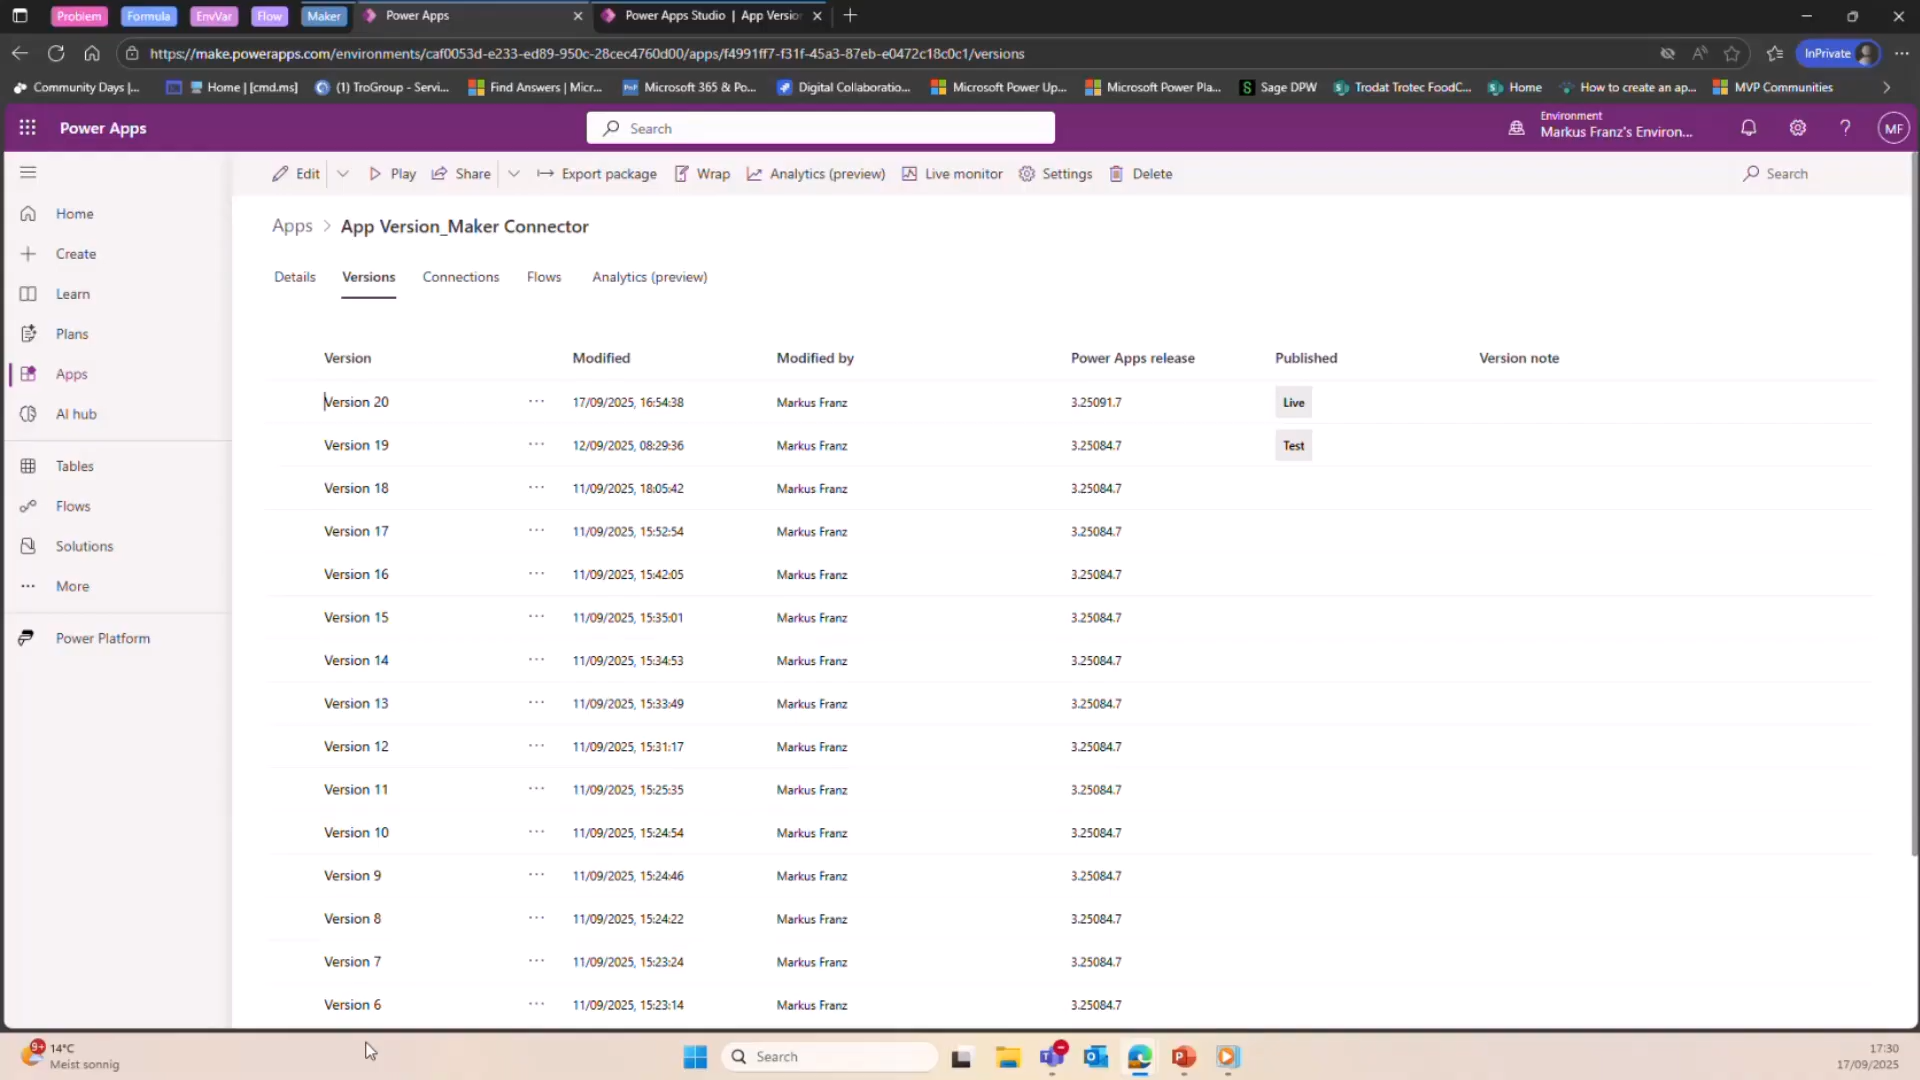 Problem Formula EnvVar Flow Maker Power Apps Power Apps Studio | App Versio
https://make.powerapps.com/environments/caf0053d-e233-ed89-950c-28cec4760d00/apps/f4991ff7-f31f-45a3-87eb-e0472c18c0c1/versions InPrivate
Community Days |... Home | [cmd.ms] (1) TroGroup - Servi... Find Answers | Micr... Microsoft 365 & Po... Digital Collaboratio... Microsoft Power Up... Microsoft Power Pla... Sage DPW Trodat Trotec FoodC... Home How to create an ap... MVP Communities
Power Apps Search Environment
Markus Franz's Environ... MF
Edit Play Share Export package Wrap Analytics (preview) Live monitor Settings Delete Search
Home
Create
Learn
Plans
Apps
AI hub
Tables
Flows
Solutions
More
Power Platform
Apps > App Version_Maker Connector
Details Versions Connections Flows Analytics (preview)
Version Modified Modified by Power Apps release Published Version note
Version 20 ... 17/09/2025, 16:54:38 Markus Franz 3.25091.7 Live
Version 19 ... 12/09/2025, 08:29:36 Markus Franz 3.25084.7 Test
Version 18 ... 11/09/2025, 18:05:42 Markus Franz 3.25084.7
Version 17 ... 11/09/2025, 15:52:54 Markus Franz 3.25084.7
Version 16 ... 11/09/2025, 15:42:05 Markus Franz 3.25084.7
Version 15 ... 11/09/2025, 15:35:01 Markus Franz 3.25084.7
Version 14 ... 11/09/2025, 15:34:53 Markus Franz 3.25084.7
Version 13 ... 11/09/2025, 15:33:49 Markus Franz 3.25084.7
Version 12 ... 11/09/2025, 15:31:17 Markus Franz 3.25084.7
Version 11 ... 11/09/2025, 15:25:35 Markus Franz 3.25084.7
Version 10 ... 11/09/2025, 15:24:54 Markus Franz 3.25084.7
Version 9 ... 11/09/2025, 15:24:46 Markus Franz 3.25084.7
Version 8 ... 11/09/2025, 15:24:22 Markus Franz 3.25084.7
Version 7 ... 11/09/2025, 15:23:24 Markus Franz 3.25084.7
Version 6 ... 11/09/2025, 15:23:14 Markus Franz 3.25084.7
9+ 14°C
Meist sonnig
Search
17:30
17/09/2025